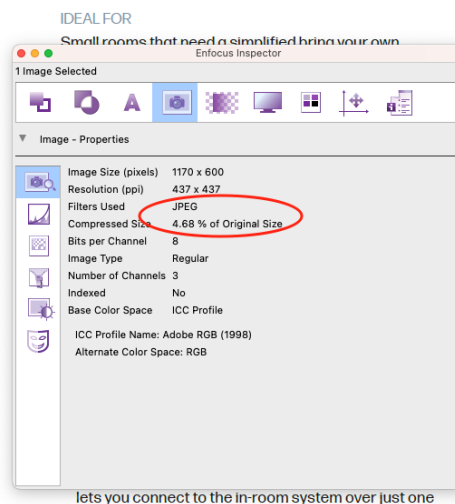 IDEAL FOR
Small rooms that need a simplified bring your own
Enfocus Inspector
1 Image Selected
A
Image - Properties
Image Size (pixels) 1170 x 600
Resolution (ppi) 437 x 437
Filters Used JPEG
Compressed Size 4.68 % of Original Size
Bits per Channel 8
Image Type Regular
Number of Channels 3
Indexed No
Base Color Space ICC Profile
ICC Profile Name: Adobe RGB (1998)
Alternate Color Space: RGB
lets you connect to the in-room system over just one